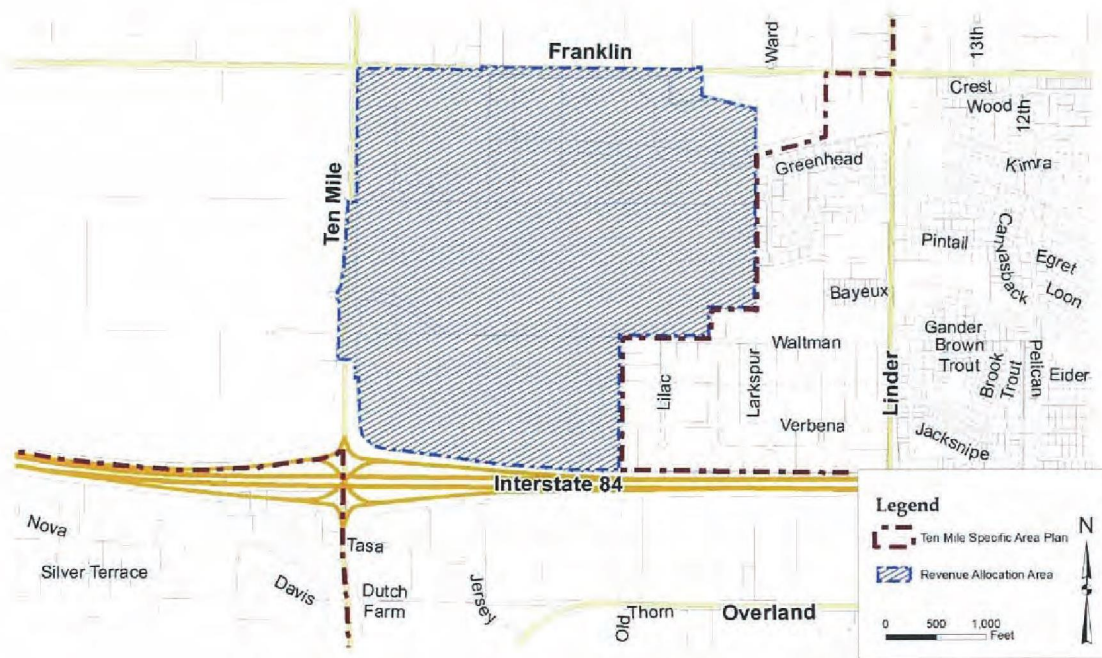 Franklin
Ward
13th
Crest
Wood
12th
Kimra
Greenhead
Ten Mile
Pintail
Canvasback
Egret
Loon
Bayeux
Gander
Brown
Trout
Brook
Trout
Pelican
Eider
Waltman
Lilac
Larkspur
Linder
Verbena
Jacksnipe
Interstate 84
Nova
Silver Terrace
Tasa
Davis
Dutch
Farm
Jersey
Old
Thorn
Overland
Legend
Ten Mile Specific Area Plan
Revenue Allocation Area
N
0 500 1,000
Feet